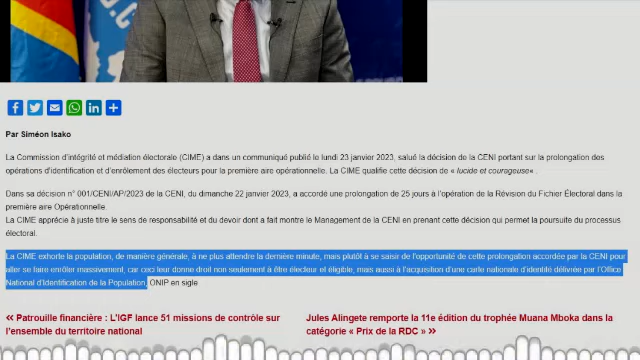 Par Siméon Isako
La Commission d'intégrité et médiation électorale (CIME) a dans un communiqué publié le lundi 23 janvier 2023, salué la décision de la CENI portant sur la prolongation des
opérations d'identification et d'enrôlement des électeurs pour la première aire opérationnelle. La CIME qualifie cette décision de « lucide et courageuse« .
Dans sa décision n° 001/CENI/AP/2023 de la CENI, du dimanche 22 janvier 2023, a accordé une prolongation de 25 jours à l'opération de la Révision du Fichier Électoral dans la
première aire Opérationnelle.
La CIME apprécie à juste titre le sens de responsabilité et du devoir dont a fait montre le Management de la CENI en prenant cette décision qui permet la poursuite du processus
électoral.
La CIME exhorte la population, de manière générale, à ne plus attendre la dernière minute, mais plutôt à se saisir de l'opportunité de cette prolongation accordée par la CENI pour
aller se faire enrôler massivement, car ceci leur donne droit non seulement à être électeur et éligible, mais aussi à l'acquisition d'une carte nationale d'identité délivrée par l'Office
National d'Identification de la Population, ONIP en sigle
« Patrouille financière : L'IGF lance 51 missions de contrôle sur
l'ensemble du territoire national
Jules Alingete remporte la 11e édition du trophée Muana Mboka dans la
catégorie « Prix de la RDC » »